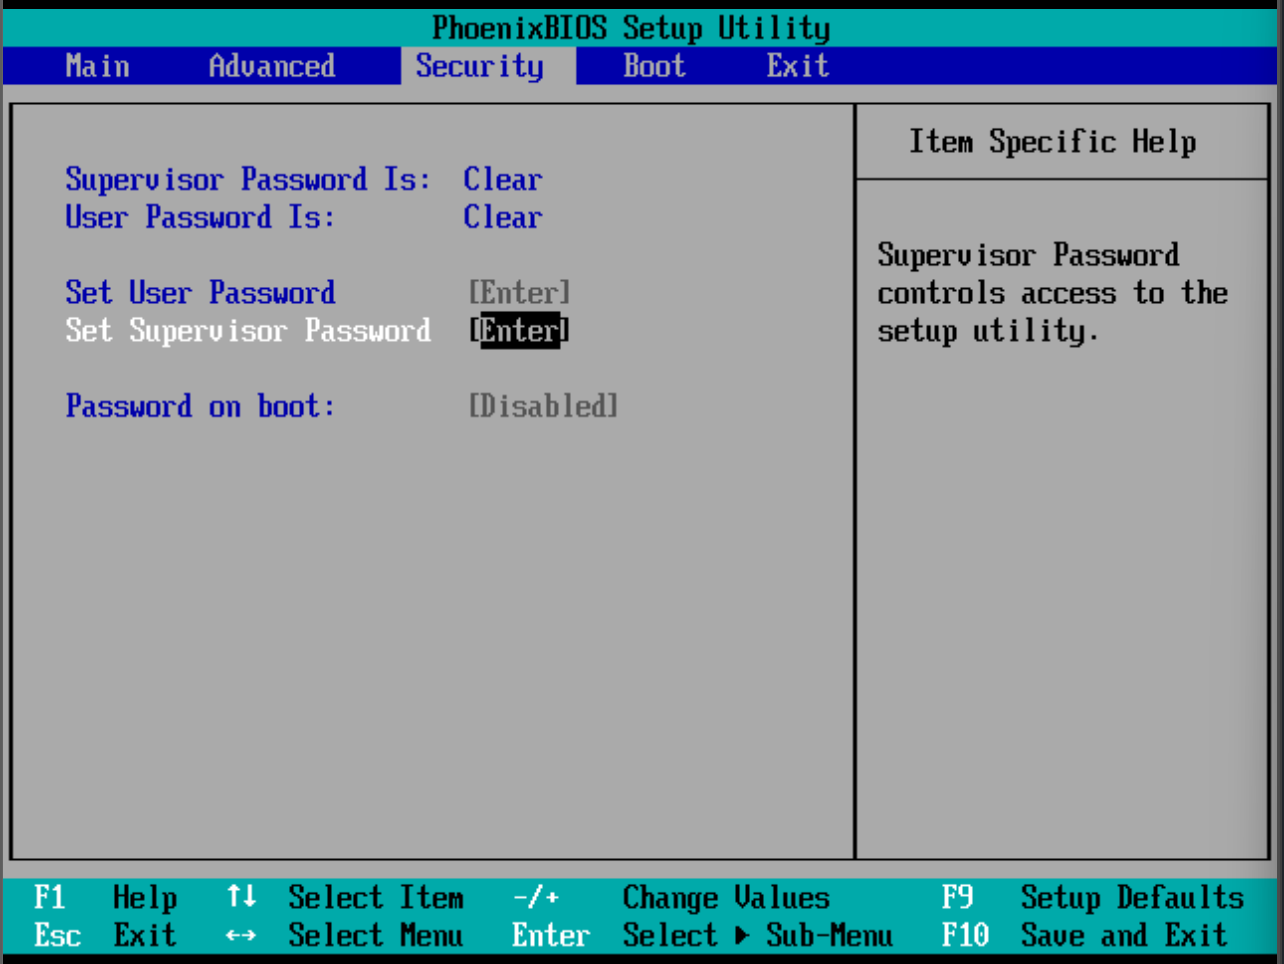 PhoenixBIOS Setup Utility
Main Advanced Security Boot Exit
Item Specific Help
Supervisor Password Is: Clear
User Password Is: Clear
Set User Password [Enter]
Set Supervisor Password [Enter]
Password on boot: [Disabled]
Supervisor Password
controls access to the
setup utility.
F1 Help ↑↓ Select Item -/+ Change Values F9 Setup Defaults
Esc Exit ↔ Select Menu Enter Select ▶ Sub-Menu F10 Save and Exit